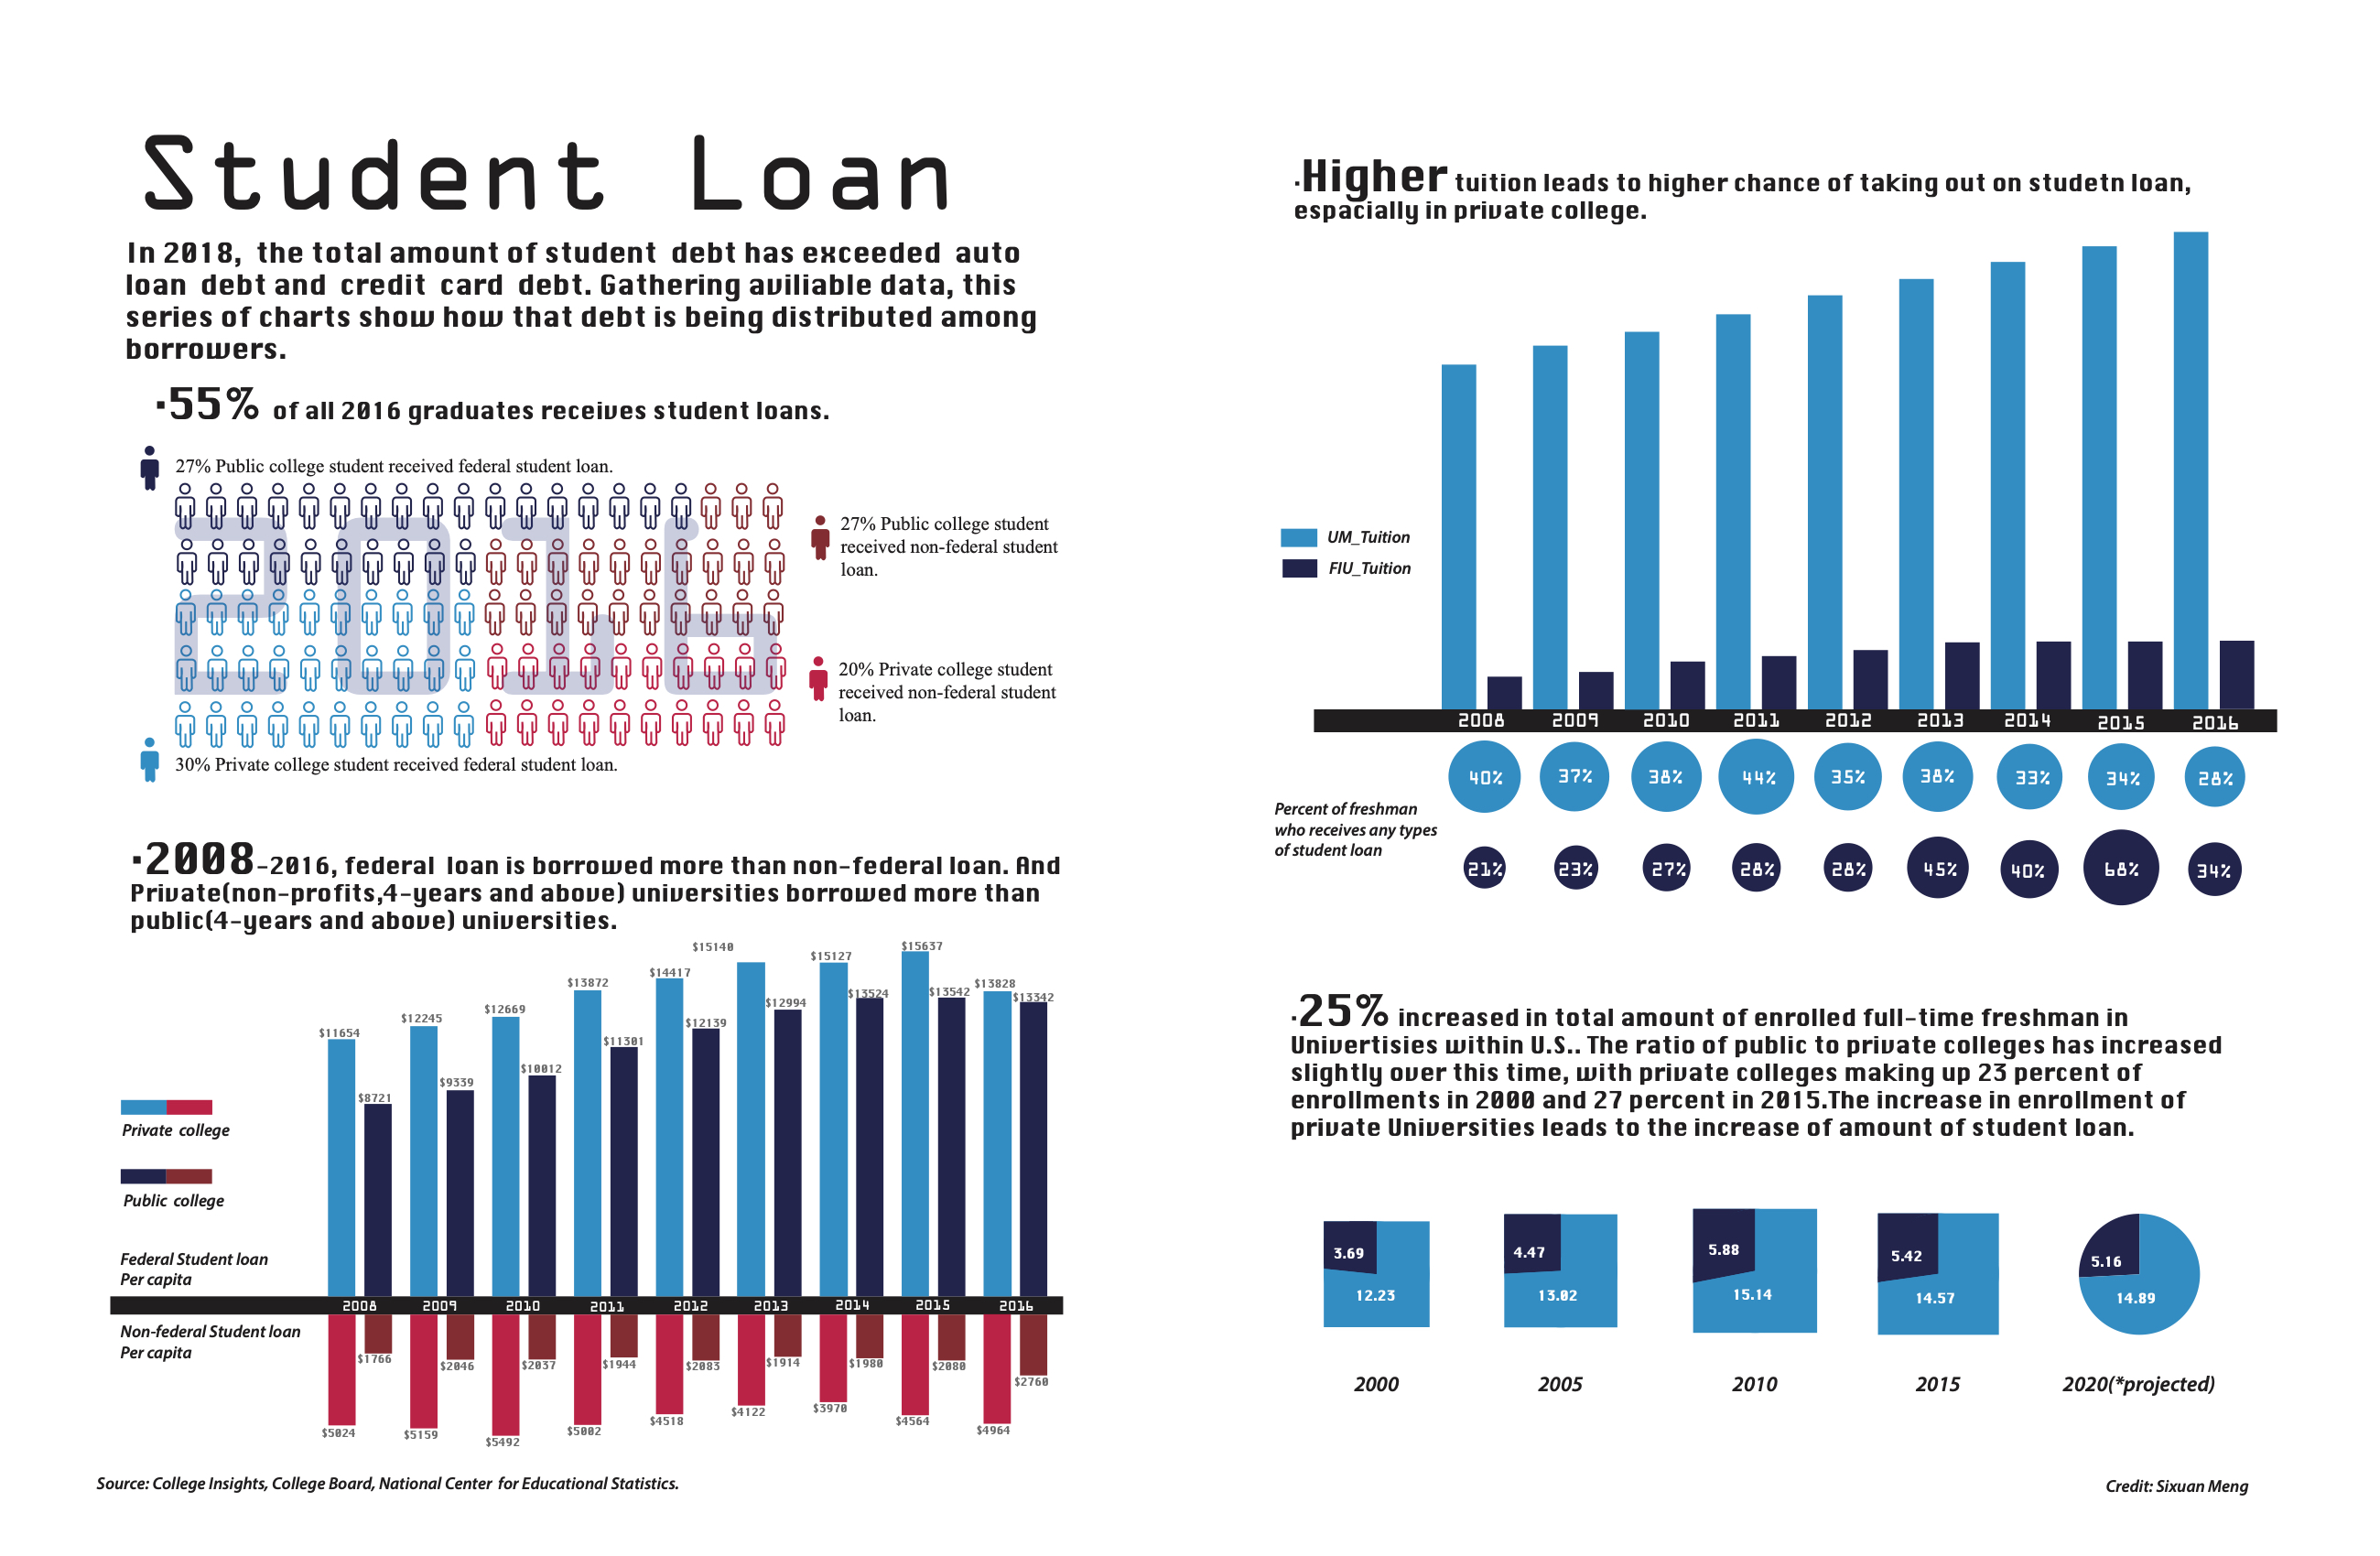 Student Loan
In 2018, the total amount of student debt has exceeded auto
loan debt and credit card debt. Gathering aviliable data, this
series of charts show how that debt is being distributed among
borrowers.
·55% of all 2016 graduates receives student loans.
27% Public college student received federal student loan.
2016
27% Public college student
received non-federal student
loan.
20% Private college student
received non-federal student
loan.
30% Private college student received federal student loan.
·2008-2016, federal loan is borrowed more than non-federal loan. And
Private(non-profits,4-years and above) universities borrowed more than
public(4-years and above) universities.
$11654 $8721 $12245 $9339 $12669 $10012 $13872 $11301 $14417 $12139 $15140 $12994 $15127 $13524 $15637 $13542 $13828 $13342
Private college
Public college
Federal Student loan
Per capita
2008 2009 2010 2011 2012 2013 2014 2015 2016
Non-federal Student loan
Per capita
$5024 $1766 $5159 $2046 $5492 $2037 $5002 $1944 $4518 $2083 $4122 $1914 $3970 $1980 $4564 $2080 $4964 $2760
Source: College Insights, College Board, National Center for Educational Statistics.
·Higher tuition leads to higher chance of taking out on studetn loan,
espacially in private college.
UM_Tuition
FIU_Tuition
2008 2009 2010 2011 2012 2013 2014 2015 2016
40% 37% 38% 44% 35% 38% 33% 34% 28%
Percent of freshman
who receives any types
of student loan
21% 23% 27% 28% 28% 45% 40% 68% 34%
·25% increased in total amount of enrolled full-time freshman in
Univertisies within U.S.. The ratio of public to private colleges has increased
slightly over this time, with private colleges making up 23 percent of
enrollments in 2000 and 27 percent in 2015.The increase in enrollment of
private Universities leads to the increase of amount of student loan.
3.69 4.47 5.88 5.42 5.16
12.23 13.02 15.14 14.57 14.89
2000 2005 2010 2015 2020(*projected)
Credit: Sixuan Meng